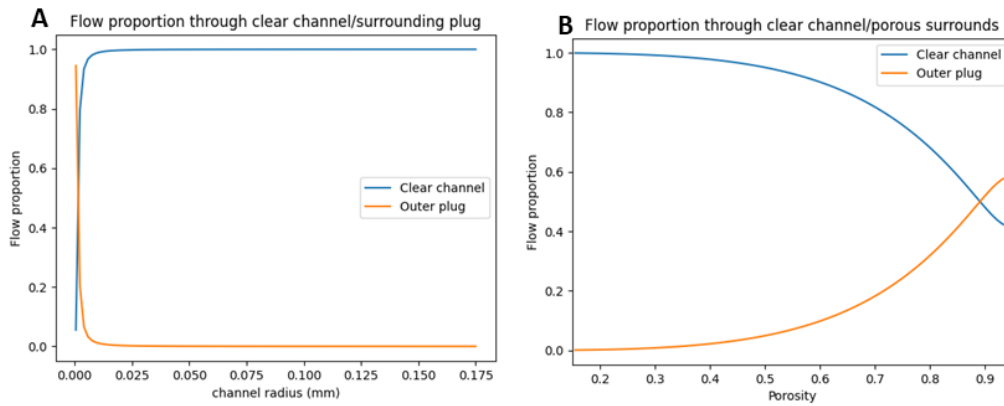 A
Flow proportion through clear channel/surrounding plug
Flow proportion
1.0
0.8
0.6
0.4
0.2
0.0
Clear channel
Outer plug
0.000 0.025 0.050 0.075 0.100 0.125 0.150 0.175
channel radius (mm)
B
Flow proportion through clear channel/porous surrounds
Flow proportion
1.0
0.8
0.6
0.4
0.2
0.0
Clear channel
Outer plug
0.2 0.3 0.4 0.5 0.6 0.7 0.8 0.9
Porosity